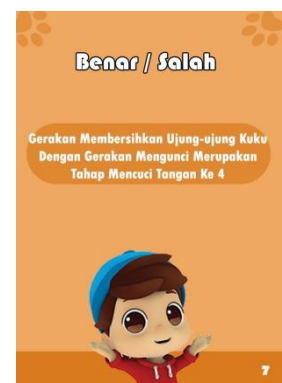 Benar / Salah
Gerakan Membersihkan Ujung-ujung Kuku
Dengan Gerakan Mengunci Merupakan
Tahap Mencuci Tangan Ke 4
7